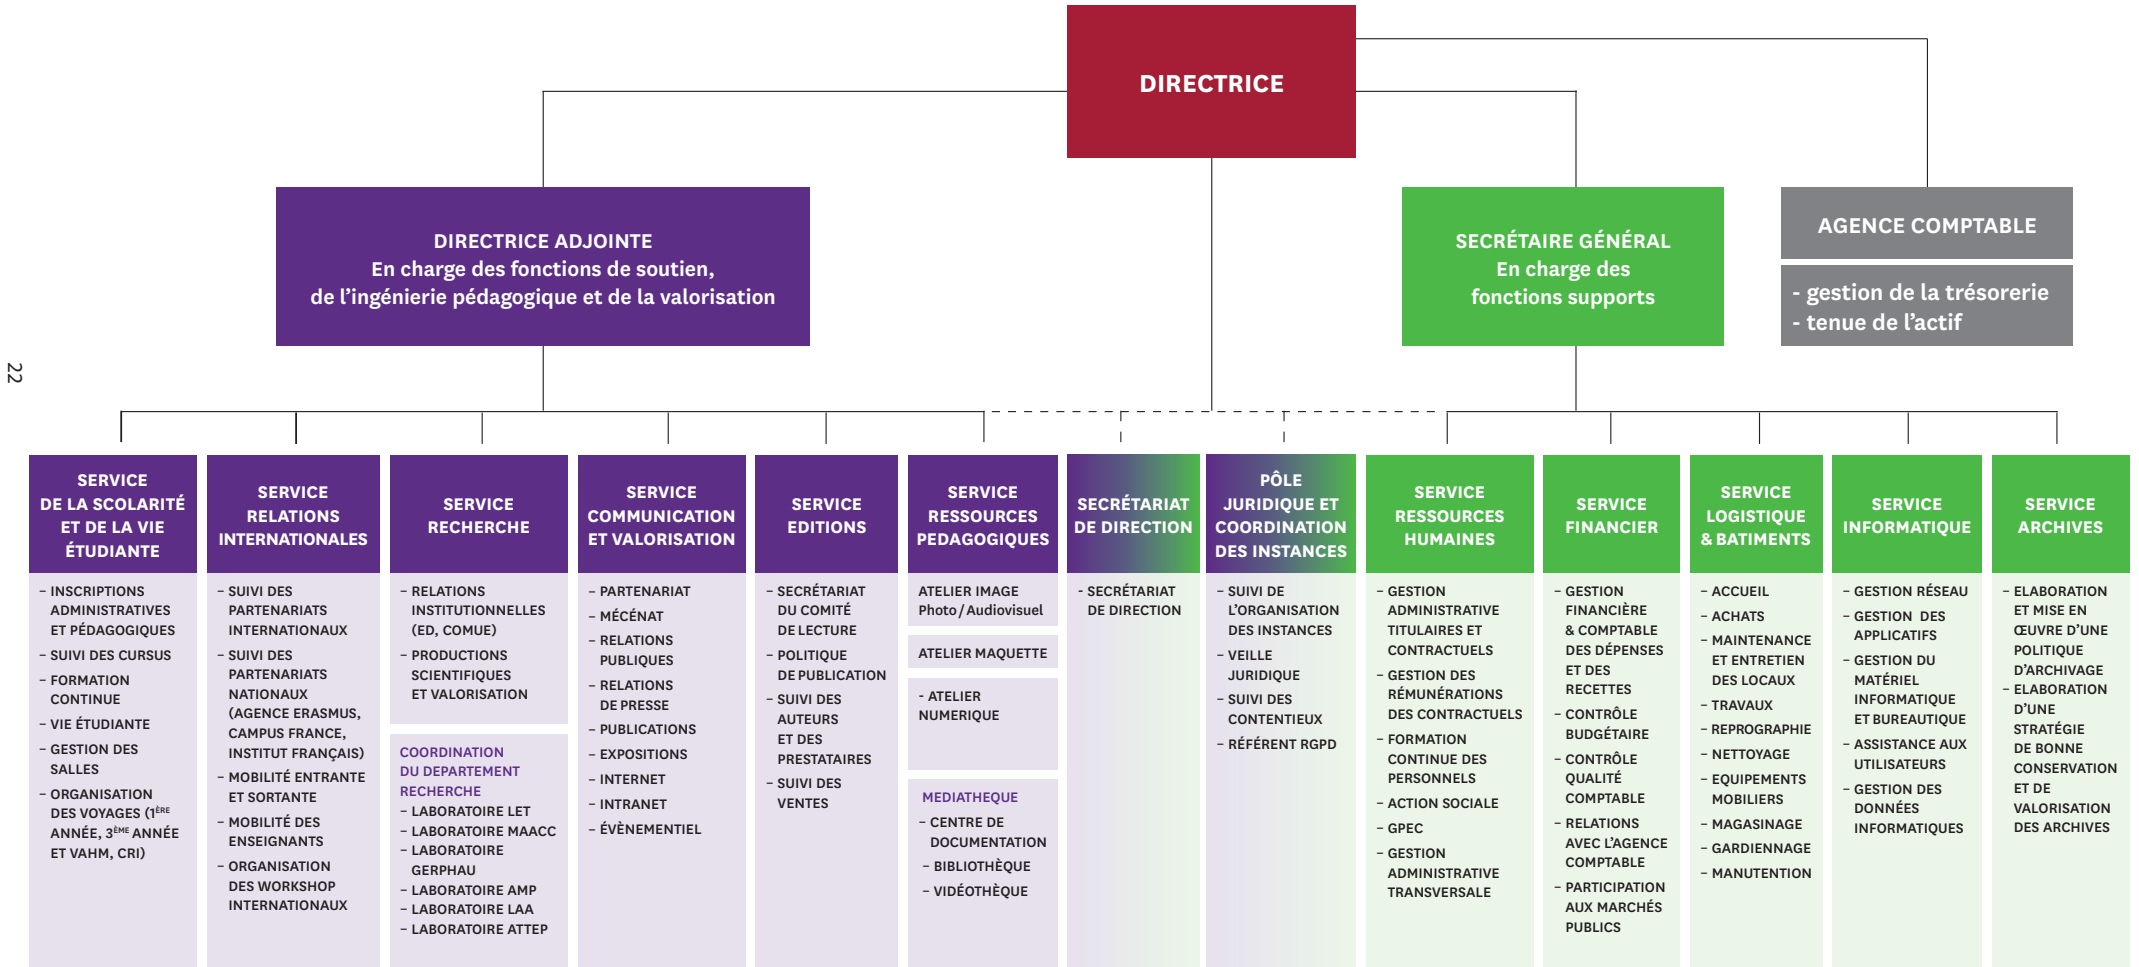 DIRECTRICE
DIRECTRICE ADJOINTE
En charge des fonctions de soutien,
de l’ingénierie pédagogique et de la valorisation
SECRÉTAIRE GÉNÉRAL
En charge des
fonctions supports
AGENCE COMPTABLE
- gestion de la trésorerie
- tenue de l’actif
22
SERVICE
DE LA SCOLARITÉ
ET DE LA VIE
ÉTUDIANTE
– INSCRIPTIONS
ADMINISTRATIVES
ET PÉDAGOGIQUES
– SUIVI DES CURSUS
– FORMATION
CONTINUE
– VIE ÉTUDIANTE
– GESTION DES
SALLES
– ORGANISATION
DES VOYAGES (1ÈRE
ANNÉE, 3ÈME ANNÉE
ET VAHM, CRI)
SERVICE
RELATIONS
INTERNATIONALES
– SUIVI DES
PARTENARIATS
INTERNATIONAUX
– SUIVI DES
PARTENARIATS
NATIONAUX
(AGENCE ERASMUS,
CAMPUS FRANCE,
INSTITUT FRANÇAIS)
– MOBILITÉ ENTRANTE
ET SORTANTE
– MOBILITÉ DES
ENSEIGNANTS
– ORGANISATION
DES WORKSHOP
INTERNATIONAUX
SERVICE
RECHERCHE
– RELATIONS
INSTITUTIONNELLES
(ED, COMUE)
– PRODUCTIONS
SCIENTIFIQUES
ET VALORISATION
COORDINATION
DU DEPARTEMENT
RECHERCHE
– LABORATOIRE LET
– LABORATOIRE MAACC
– LABORATOIRE
GERPHAU
– LABORATOIRE AMP
– LABORATOIRE LAA
– LABORATOIRE ATTEP
SERVICE
COMMUNICATION
ET VALORISATION
– PARTENARIAT
– MÉCÉNAT
– RELATIONS
PUBLIQUES
– RELATIONS
DE PRESSE
– PUBLICATIONS
– EXPOSITIONS
– INTERNET
– INTRANET
– ÉVÈNEMENTIEL
SERVICE
EDITIONS
– SECRÉTARIAT
DU COMITÉ
DE LECTURE
– POLITIQUE
DE PUBLICATION
– SUIVI DES
AUTEURS
ET DES
PRESTATAIRES
– SUIVI DES
VENTES
SERVICE
RESSOURCES
PEDAGOGIQUES
ATELIER IMAGE
Photo / Audiovisuel
ATELIER MAQUETTE
- ATELIER
NUMERIQUE
MEDIATHEQUE
– CENTRE DE
DOCUMENTATION
– BIBLIOTHÈQUE
– VIDÉOTHÈQUE
SECRÉTARIAT
DE DIRECTION
- SECRÉTARIAT
DE DIRECTION
PÔLE
JURIDIQUE ET
COORDINATION
DES INSTANCES
– SUIVI DE
L’ORGANISATION
DES INSTANCES
– VEILLE
JURIDIQUE
– SUIVI DES
CONTENTIEUX
– RÉFÉRENT RGPD
SERVICE
RESSOURCES
HUMAINES
– GESTION
ADMINISTRATIVE
TITULAIRES ET
CONTRACTUELS
– GESTION DES
RÉMUNÉRATIONS
DES CONTRACTUELS
– FORMATION
CONTINUE DES
PERSONNELS
– ACTION SOCIALE
– GPEC
– GESTION
ADMINISTRATIVE
TRANSVERSALE
SERVICE
FINANCIER
– GESTION
FINANCIÈRE
& COMPTABLE
DES DÉPENSES
ET DES
RECETTES
– CONTRÔLE
BUDGÉTAIRE
– CONTRÔLE
QUALITÉ
COMPTABLE
– RELATIONS
AVEC L’AGENCE
COMPTABLE
– PARTICIPATION
AUX MARCHÉS
PUBLICS
SERVICE
LOGISTIQUE
& BATIMENTS
– ACCUEIL
– ACHATS
– MAINTENANCE
ET ENTRETIEN
DES LOCAUX
– TRAVAUX
– REPROGRAPHIE
– NETTOYAGE
– EQUIPEMENTS
MOBILIERS
– MAGASINAGE
– GARDIENNAGE
– MANUTENTION
SERVICE
INFORMATIQUE
– GESTION RÉSEAU
– GESTION DES
APPLICATIFS
– GESTION DU
MATÉRIEL
INFORMATIQUE
ET BUREAUTIQUE
– ASSISTANCE AUX
UTILISATEURS
– GESTION DES
DONNÉES
INFORMATIQUES
SERVICE
ARCHIVES
– ELABORATION
ET MISE EN
ŒUVRE D’UNE
POLITIQUE
D’ARCHIVAGE
– ELABORATION
D’UNE
STRATÉGIE
DE BONNE
CONSERVATION
ET DE
VALORISATION
DES ARCHIVES